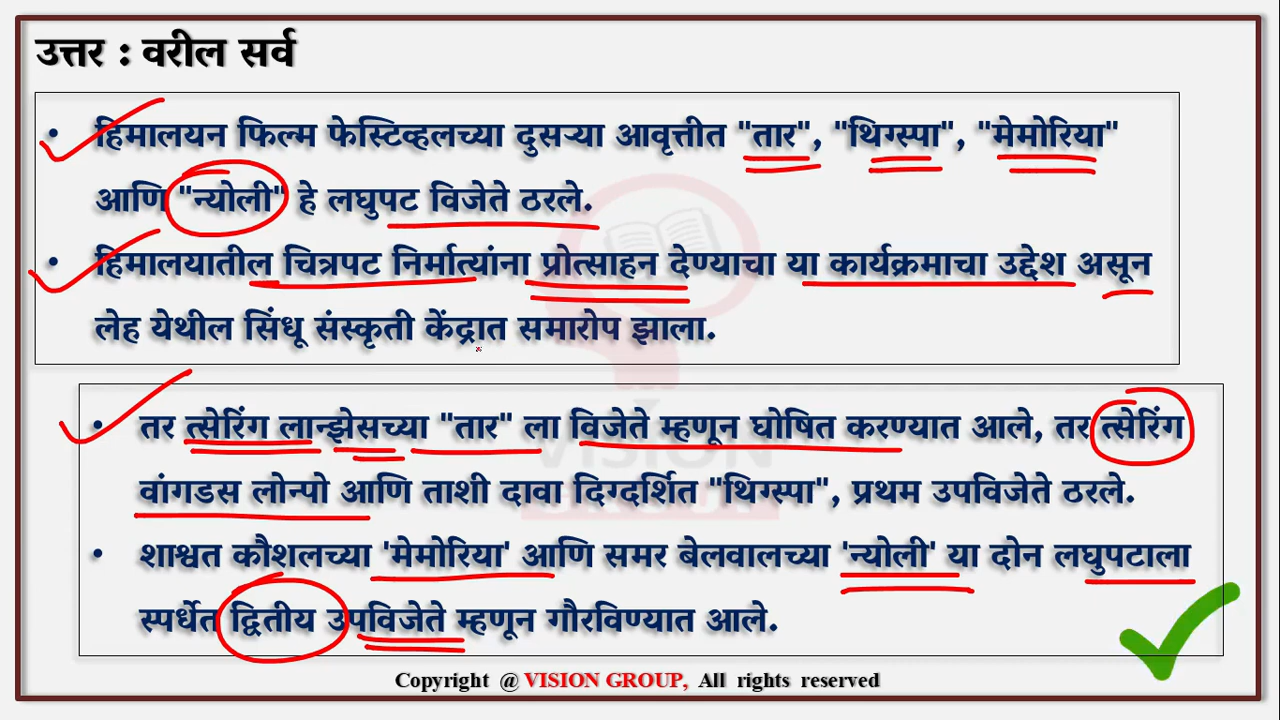 उत्तर : वरील सर्व
• हिमालयन फिल्म फेस्टिव्हलच्या दुसऱ्या आवृत्तीत "तार", "थिग्स्पा", "मेमोरिया"
आणि "न्योली" हे लघुपट विजेते ठरले.
• हिमालयातील चित्रपट निर्मात्यांना प्रोत्साहन देण्याचा या कार्यक्रमाचा उद्देश असून
लेह येथील सिंधू संस्कृती केंद्रात समारोप झाला.
• तर त्सेरिंग लान्झेसच्या "तार" ला विजेते म्हणून घोषित करण्यात आले, तर त्सेरिंग
वांगडस लोन्पो आणि ताशी दावा दिग्दर्शित "थिग्स्पा", प्रथम उपविजेते ठरले.
• शाश्वत कौशलच्या 'मेमोरिया' आणि समर बेलवालच्या 'न्योली' या दोन लघुपटाला
स्पर्धेत द्वितीय उपविजेते म्हणून गौरविण्यात आले.
Copyright @ VISION GROUP, All rights reserved